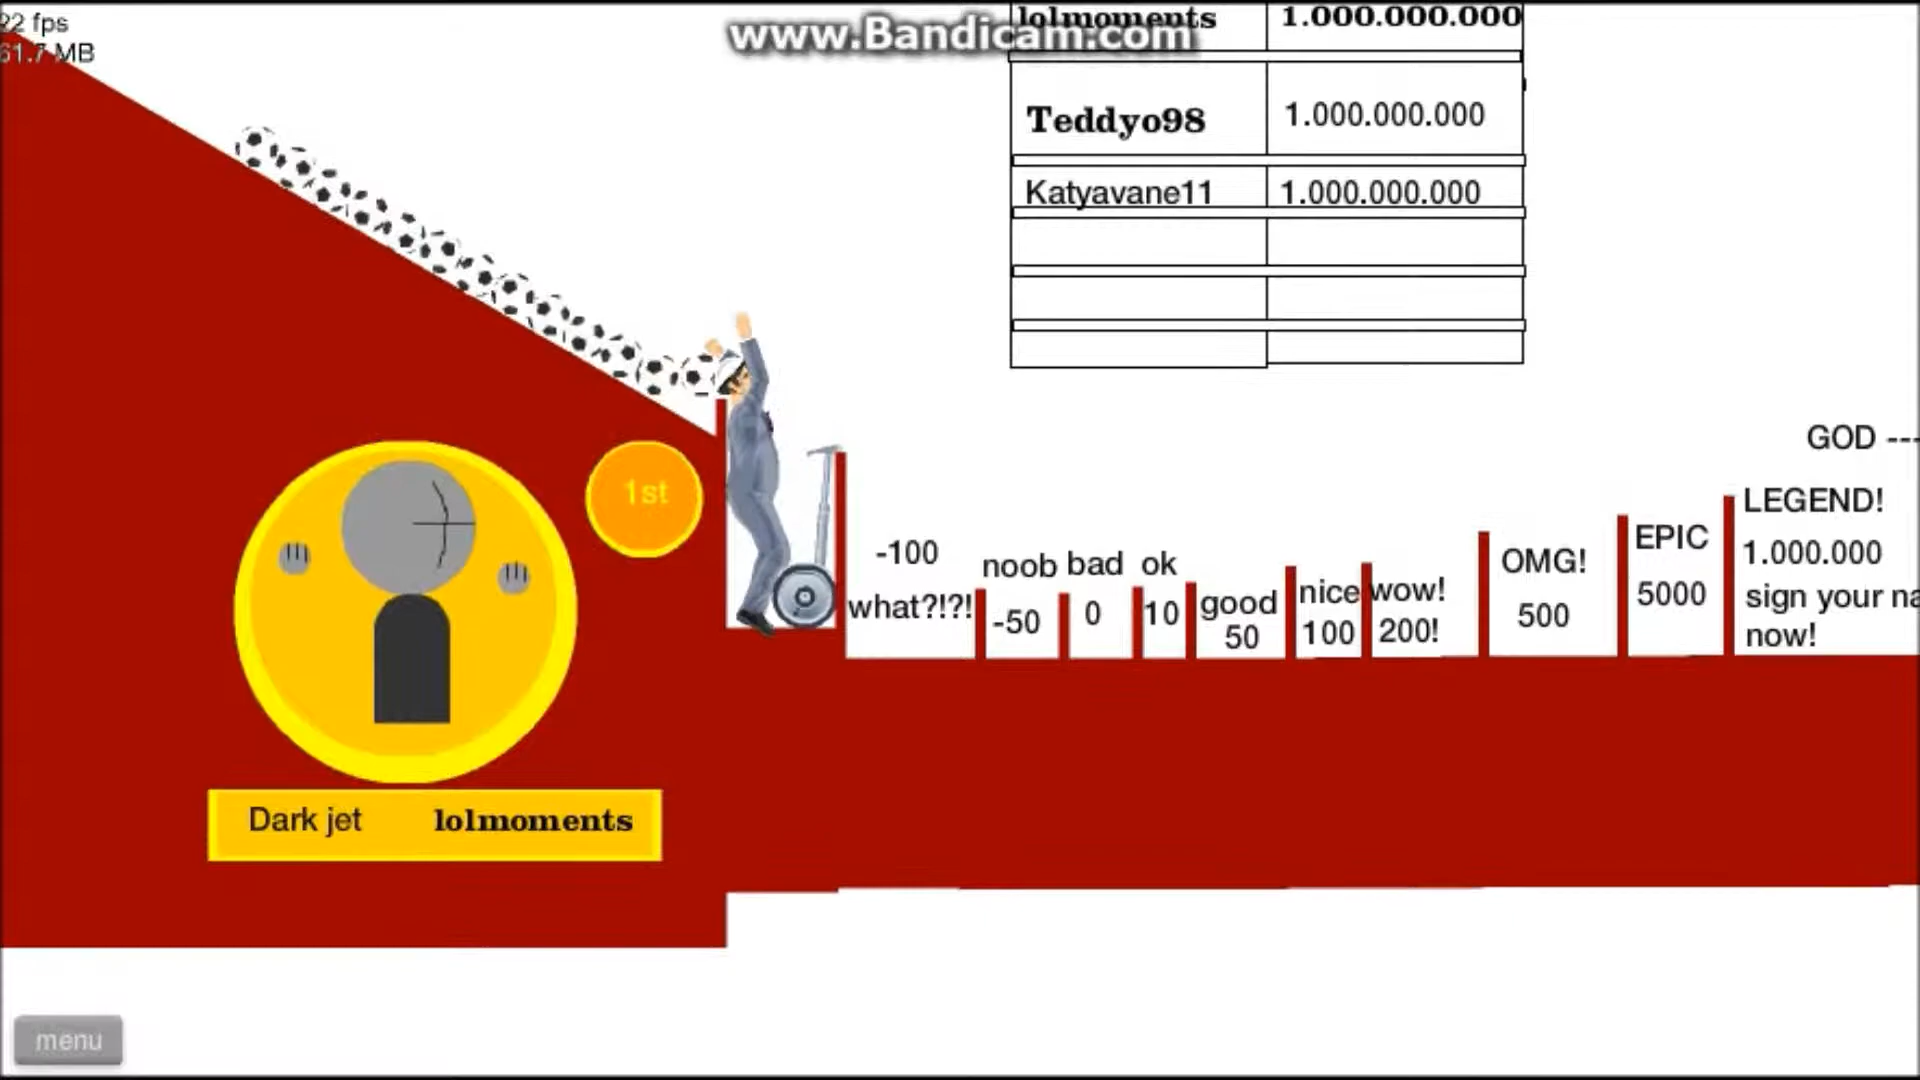 22 fps
61.7 MB
www.Bandicam.com
lolmoments 1.000.000.000
Teddyo98 1.000.000.000
Katyavane11 1.000.000.000
1st
GOD ---
-100
what?!?!
noob
-50
bad
0
ok
10
good
50
nice
100
wow!
200!
OMG!
500
EPIC
5000
LEGEND!
1.000.000
sign your na
now!
Dark jet lolmoments
menu